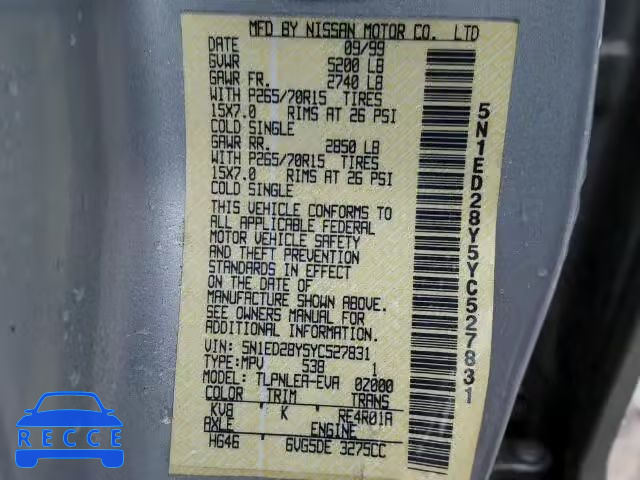 MFD BY NISSAN MOTOR CO. LTD
DATE 09/99
GVWR 5200 LB
GAWR FR. 2740 LB
WITH P265/70R15 TIRES
15X7.0 RIMS AT 26 PSI
COLD SINGLE
GAWR RR. 2850 LB
WITH P265/70R15 TIRES
15X7.0 RIMS AT 26 PSI
COLD SINGLE
THIS VEHICLE CONFORMS TO
ALL APPLICABLE FEDERAL
MOTOR VEHICLE SAFETY
AND THEFT PREVENTION
STANDARDS IN EFFECT
ON THE DATE OF
MANUFACTURE SHOWN ABOVE.
SEE OWNERS MANUAL FOR
ADDITIONAL INFORMATION.
VIN: 5N1ED28Y5YC527831
TYPE:MPV 538 1
MODEL: TLPNLEA-EVA 02000
COLOR TRIM TRANS
KV8 K RE4R01A
AXLE ENGINE
HG46 6VG5DE 3275CC
5N1ED28Y5YC527831
RECCE